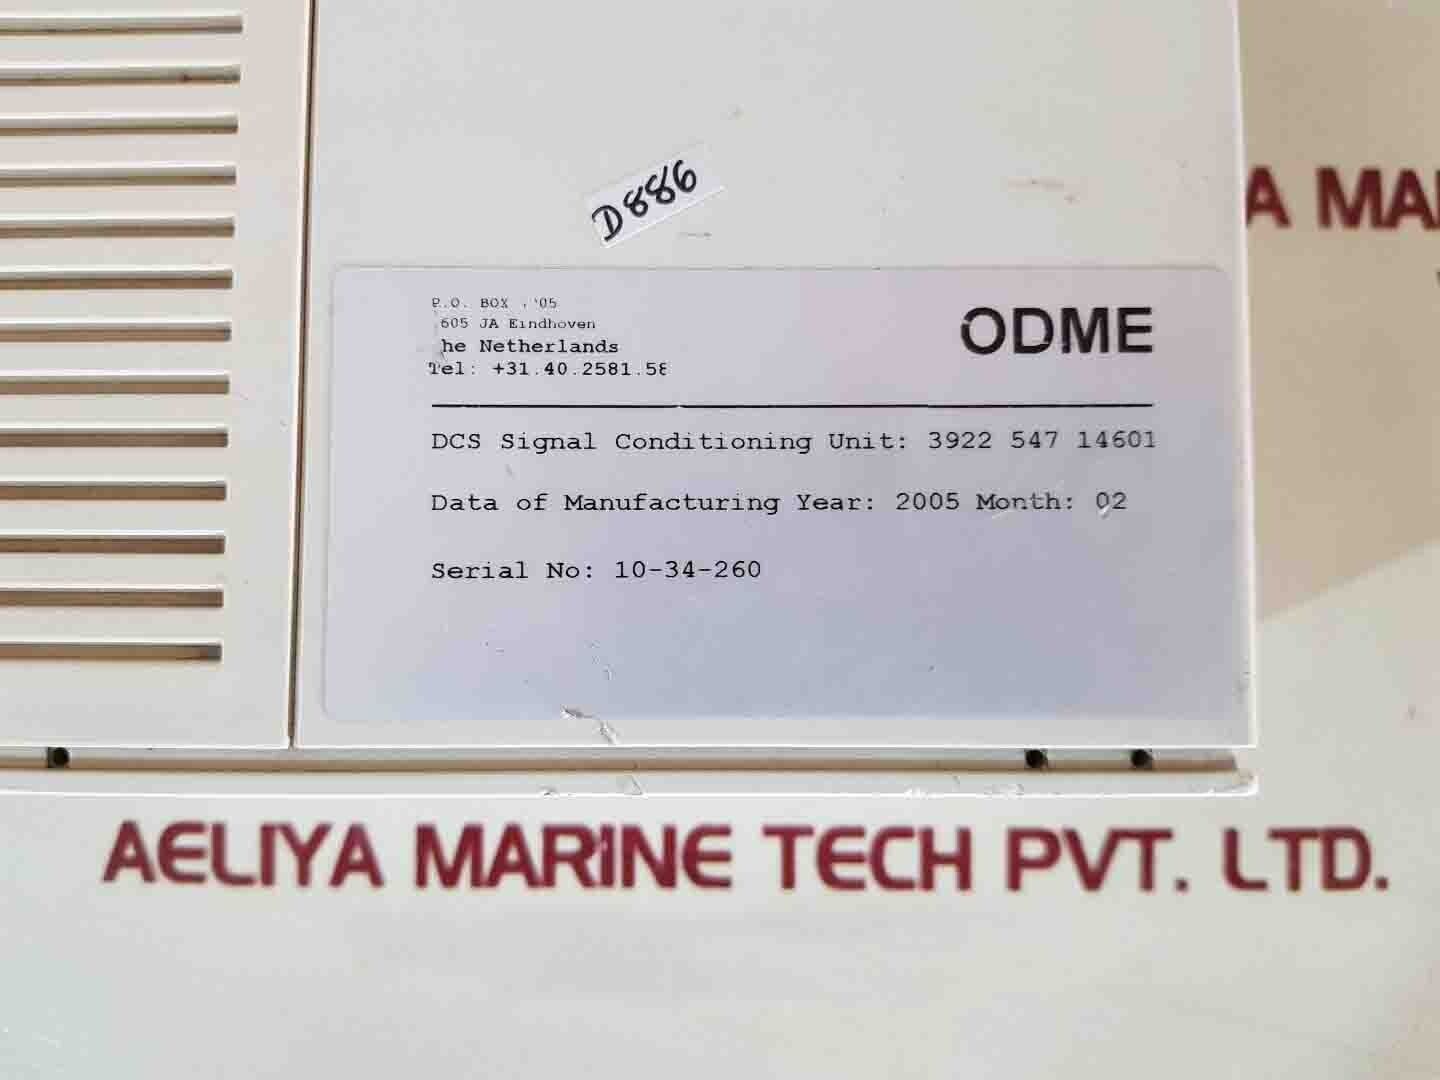 D886
P.O. BOX
JA Eindhoven
ODME
Netherlands
Tel: +31.40.2581.58
DCS Signal Conditioning Unit: 3922 547 14601
Data of Manufacturing Year: 2005 Month: 02
Serial No: 10-34-260
A MA
AELIYA MARINE TECH PVT. LTD.